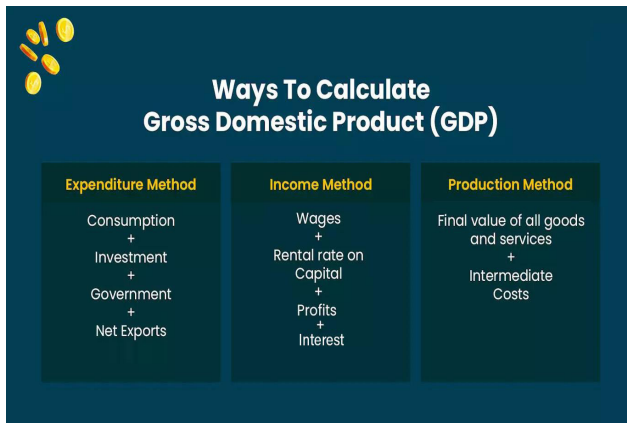 Ways To Calculate
Gross Domestic Product (GDP)
Expenditure Method
Consumption
+
Investment
+
Government
+
Net Exports
Income Method
Wages
+
Rental rate on
Capital
+
Profits
+
Interest
Production Method
Final value of all goods
and services
+
Intermediate
Costs